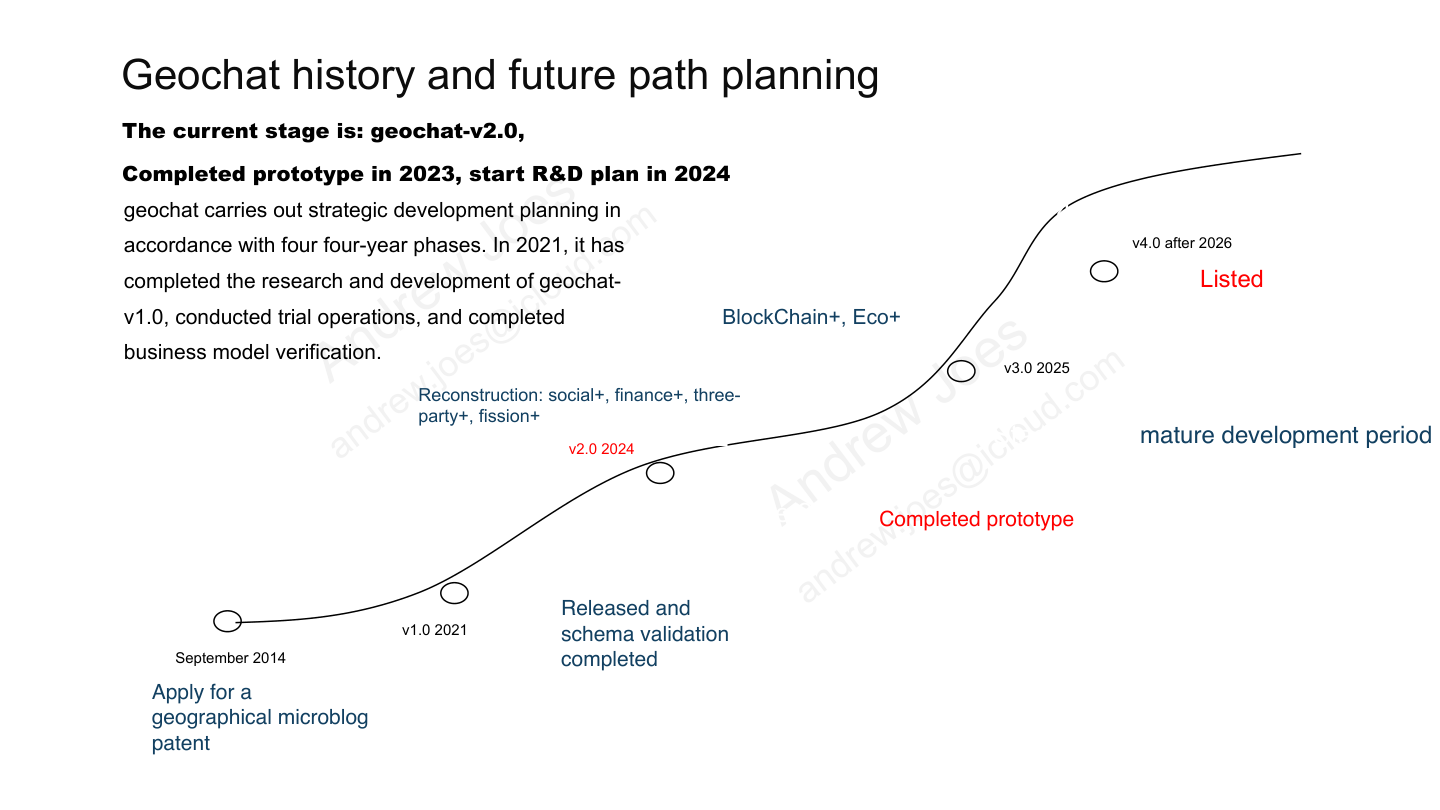 Geochat history and future path planning
The current stage is: geochat-v2.0,
Completed prototype in 2023, start R&D plan in 2024
geochat carries out strategic development planning in
accordance with four four-year phases. In 2021, it has
completed the research and development of geochat-
v1.0, conducted trial operations, and completed
business model verification.
v4.0 after 2026
Listed
BlockChain+, Eco+
v3.0 2025
Reconstruction: social+, finance+, three-
party+, fission+
v2.0 2024
mature development period
Completed prototype
Released and
schema validation
completed
v1.0 2021
September 2014
Apply for a
geographical microblog
patent
Andrew Joes
andrew.joes@icloud.com
Andrew Joes
andrew.joes@icloud.com